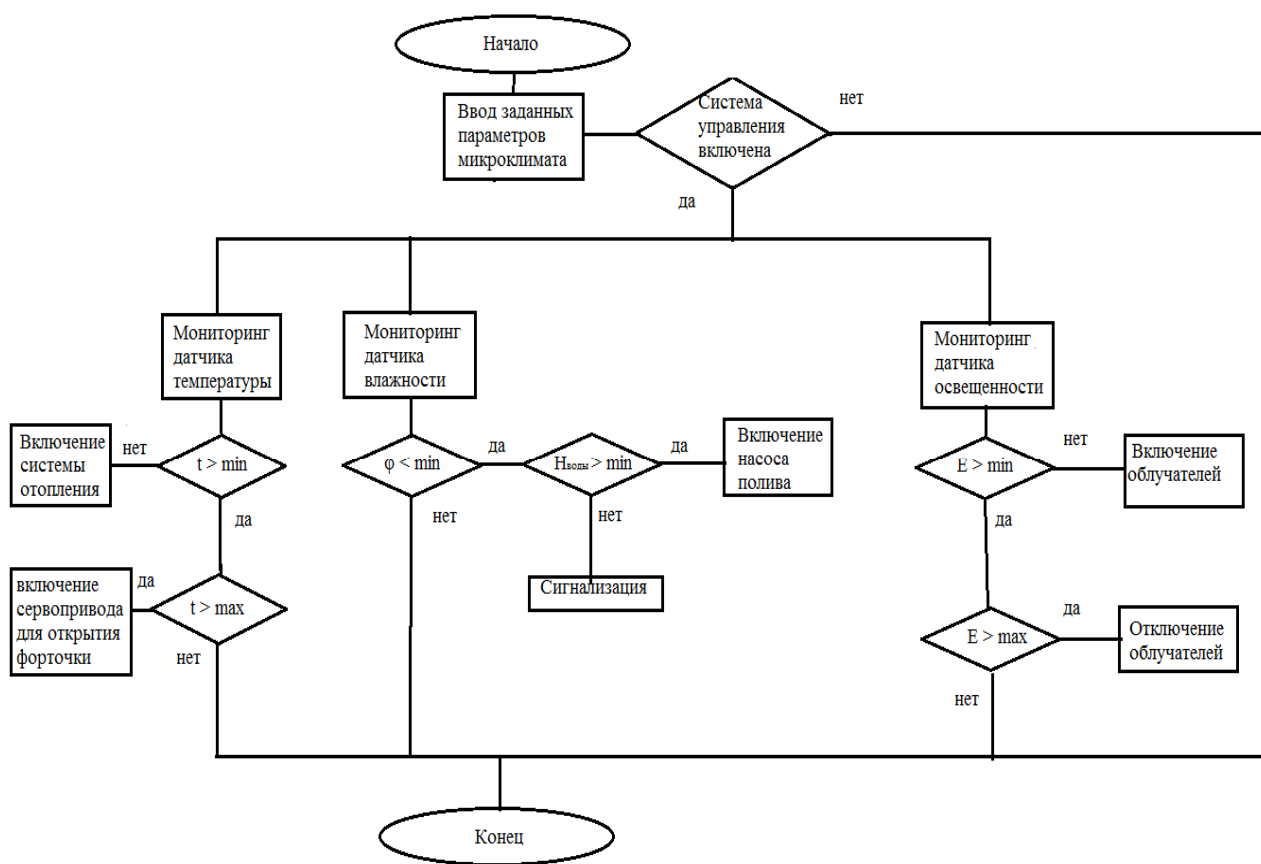 Начало
Ввод заданных
параметров
микроклимата
Система
управления
включена
нет
да
Мониторинг
датчика
температуры
Мониторинг
датчика
влажности
Мониторинг
датчика
освещенности
Включение
системы
отопления
нет
t > min
да
φ < min
да
Hводы > min
да
Включение
насоса
полива
нет
нет
Сигнализация
E > min
нет
Включение
облучателей
да
включение
сервопривода
для открытия
форточки
да
t > max
нет
E > max
да
Отключение
облучателей
нет
Конец